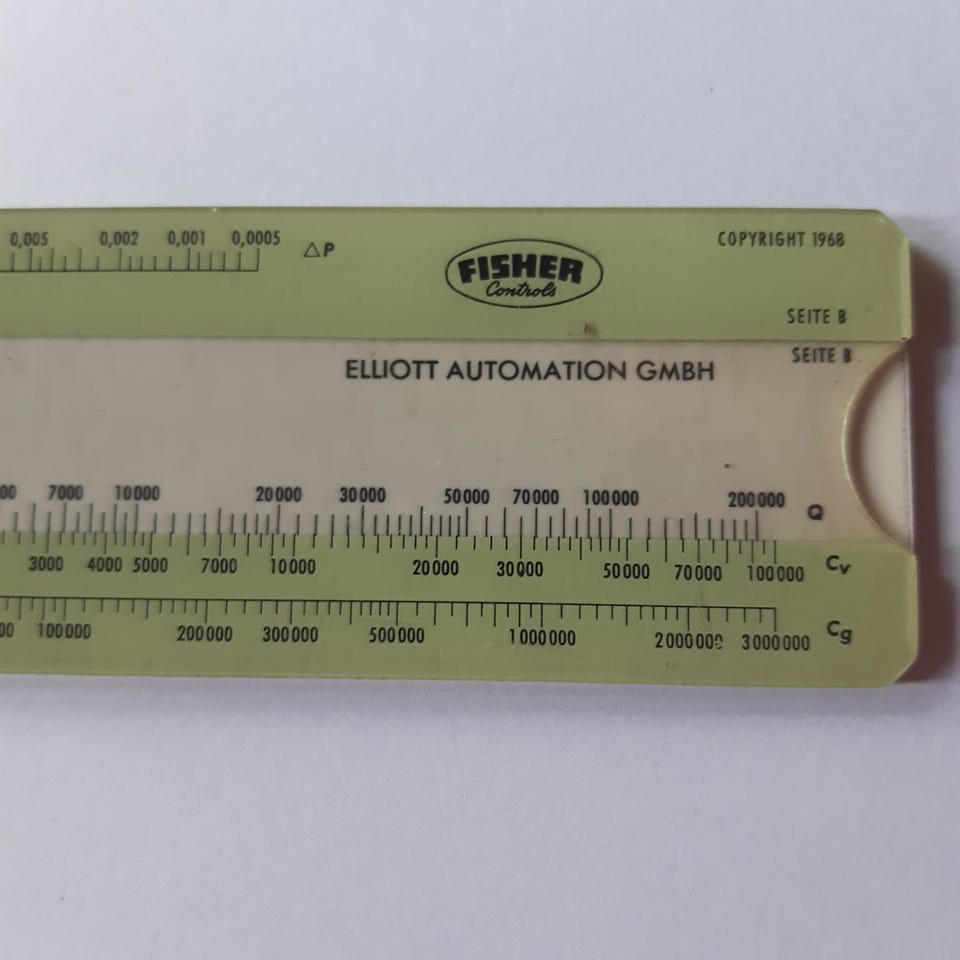 0,005 0,002 0,001 0,0005 △P
FISHER
Controls
COPYRIGHT 1968
SEITE B
SEITE B
ELLIOTT AUTOMATION GMBH
7000 10000 20000 30000 50000 70000 100000 200000 Q
3000 4000 5000 7000 10000 20000 30000 50000 70000 100000 Cv
100000 200000 300000 500000 1000000 2000000 3000000 Cg